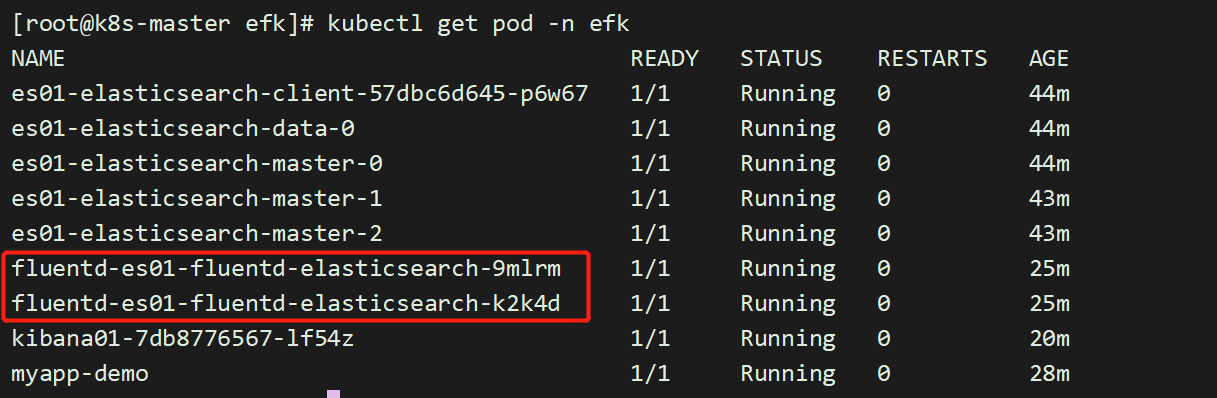 [root@k8s-master efk]# kubectl get pod -n efk
NAME READY STATUS RESTARTS AGE
es01-elasticsearch-client-57dbc6d645-p6w67 1/1 Running 0 44m
es01-elasticsearch-data-0 1/1 Running 0 44m
es01-elasticsearch-master-0 1/1 Running 0 44m
es01-elasticsearch-master-1 1/1 Running 0 43m
es01-elasticsearch-master-2 1/1 Running 0 43m
fluentd-es01-fluentd-elasticsearch-9mlrm 1/1 Running 0 25m
fluentd-es01-fluentd-elasticsearch-k2k4d 1/1 Running 0 25m
kibana01-7db8776567-lf54z 1/1 Running 0 20m
myapp-demo 1/1 Running 0 28m